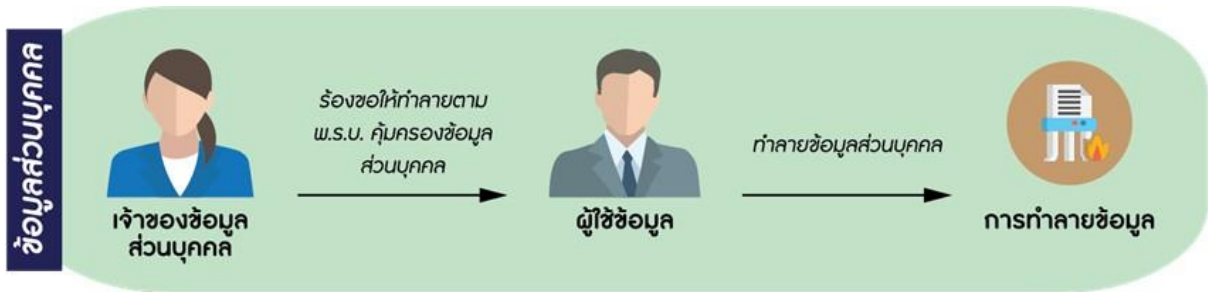 ข้อมูลส่วนบุคคล
ร้องขอให้ทำลายตาม
พ.ร.บ. คุ้มครองข้อมูล
ส่วนบุคคล
ทำลายข้อมูลส่วนบุคคล
เจ้าของข้อมูล
ส่วนบุคคล
ผู้ใช้ข้อมูล
การทำลายข้อมูล